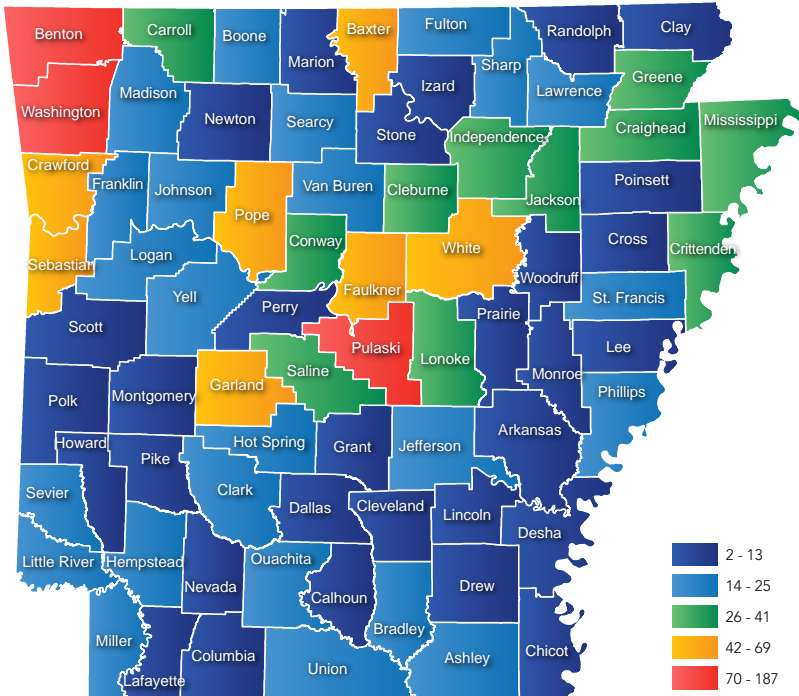 Benton
Carroll
Boone
Marion
Baxter
Fulton
Randolph
Clay
Sharp
Izard
Greene
Washington
Madison
Newton
Searcy
Stone
Lawrence
Independence
Craighead
Mississippi
Crawford
Franklin
Johnson
Pope
Van Buren
Cleburne
Jackson
Poinsett
Conway
White
Cross
Crittenden
Sebastian
Logan
Yell
Faulkner
Woodruff
St. Francis
Perry
Prairie
Scott
Pulaski
Lonoke
Lee
Monroe
Saline
Garland
Polk
Montgomery
Phillips
Howard
Pike
Hot Spring
Grant
Jefferson
Arkansas
Sevier
Clark
Dallas
Cleveland
Lincoln
Desha
Little River
Hempstead
Nevada
Ouachita
Calhoun
Drew
Bradley
Miller
Lafayette
Columbia
Union
Ashley
Chicot
2 - 13
14 - 25
26 - 41
42 - 69
70 - 187